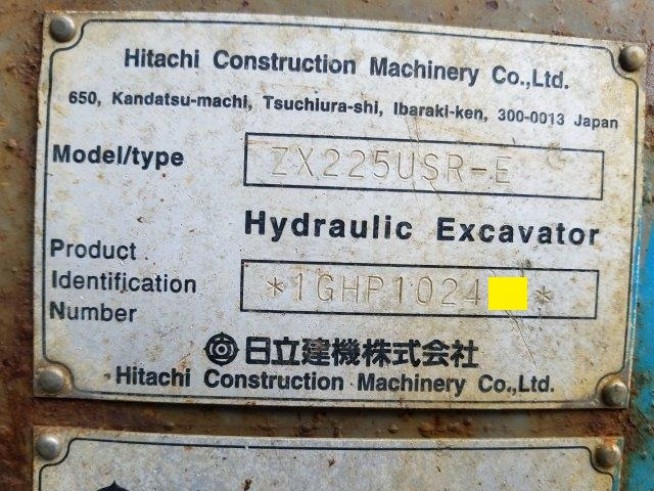 Hitachi Construction Machinery Co.,Ltd.
650, Kandatsu-machi, Tsuchiura-shi, Ibaraki-ken, 300-0013 Japan
Model/type ZX225USR-E
Hydraulic Excavator
Product
Identification
Number
*1GHP1024 *
日立建機株式会社
Hitachi Construction Machinery Co.,Ltd.